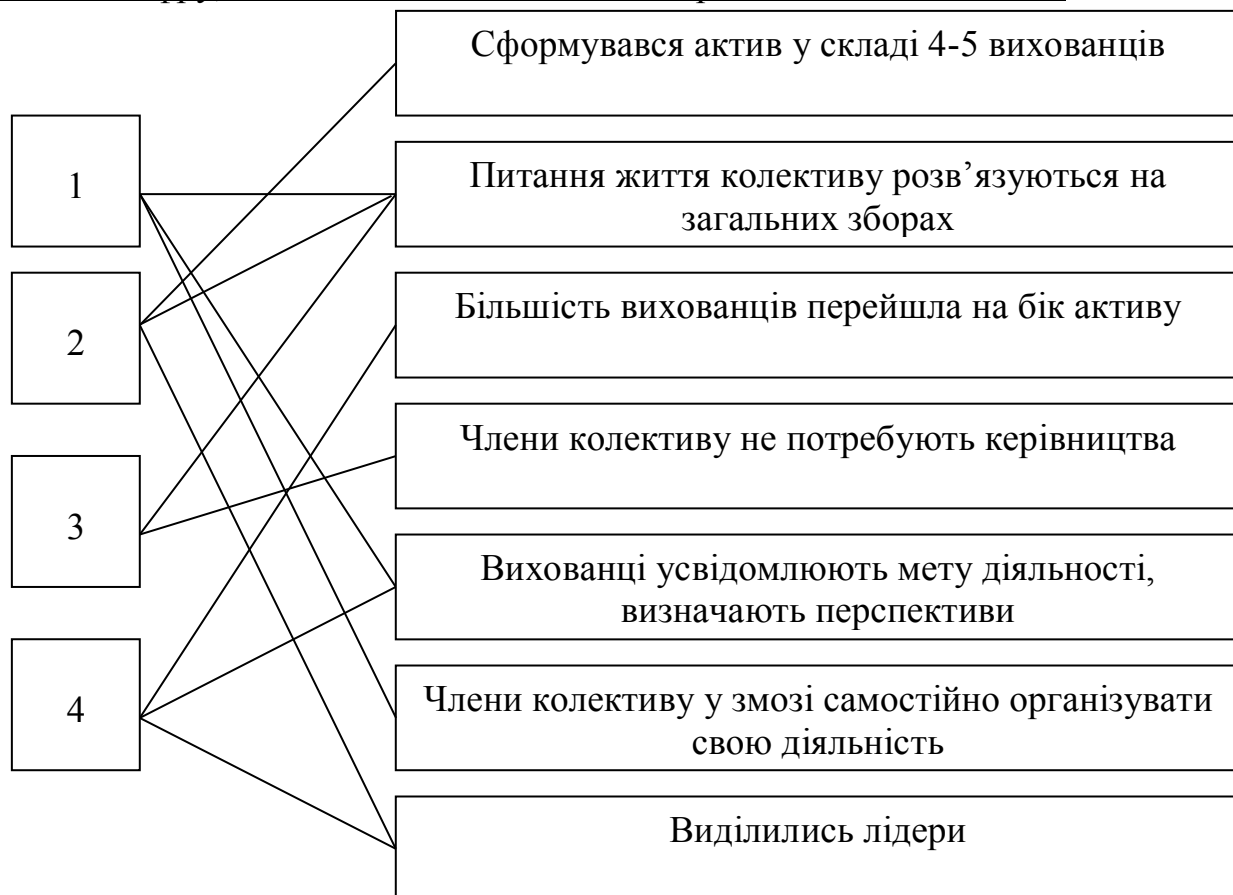 Сформувався актив у складі 4-5 вихованців
1
Питання життя колективу розв’язуються на
загальних зборах
2
Більшість вихованців перейшла на бік активу
3
Члени колективу не потребують керівництва
Вихованці усвідомлюють мету діяльності,
визначають перспективи
4
Члени колективу у змозі самостійно організувати
свою діяльність
Виділились лідери